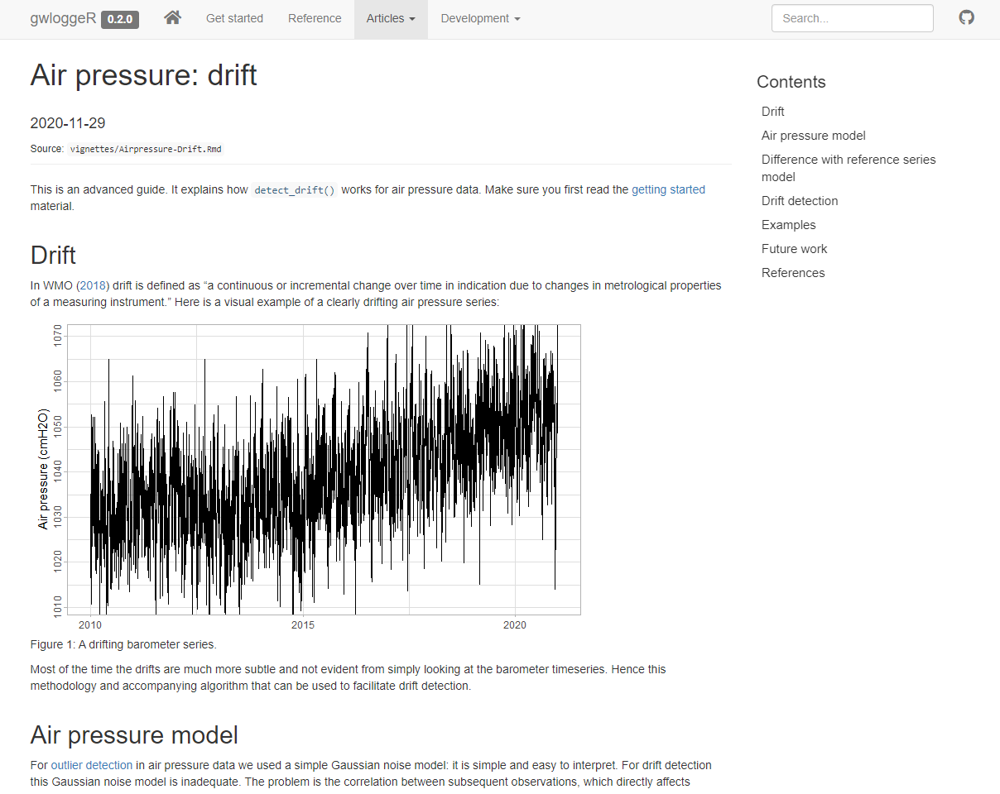 gwloggeR 0.2.0 Get started Reference Articles Development Search...
Air pressure: drift
2020-11-29
Source: vignettes/Airpressure-Drift.Rmd
This is an advanced guide. It explains how detect_drift() works for air pressure data. Make sure you first read the getting started
material.
Drift
In WMO (2018) drift is defined as “a continuous or incremental change over time in indication due to changes in metrological properties
of a measuring instrument.” Here is a visual example of a clearly drifting air pressure series:
Air pressure (cmH2O)
1070
1060
1050
1040
1030
1020
1010
2010 2015 2020
Figure 1: A drifting barometer series.
Most of the time the drifts are much more subtle and not evident from simply looking at the barometer timeseries. Hence this
methodology and accompanying algorithm that can be used to facilitate drift detection.
Air pressure model
For outlier detection in air pressure data we used a simple Gaussian noise model: it is simple and easy to interpret. For drift detection
this Gaussian noise model is inadequate. The problem is the correlation between subsequent observations, which directly affects
Contents
Drift
Air pressure model
Difference with reference series
model
Drift detection
Examples
Future work
References